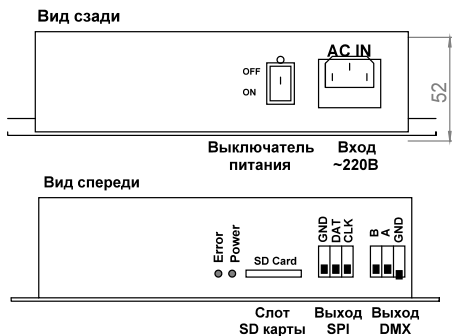 Вид сзади
AC IN
OFF
ON
52
Выключатель
питания
Вход
~220В
Вид спереди
Error
Power
SD Card
GND
DAT
CLK
B
A
GND
Слот
SD карты
Выход
SPI
Выход
DMX